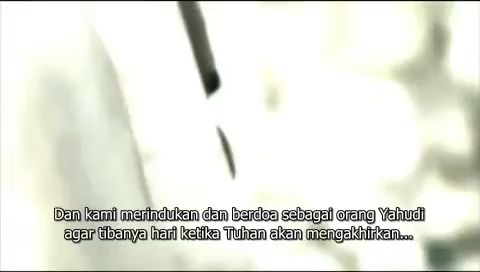 Dan kami merindukan dan berdoa sebagai orang Yahudi
agar tibanya hari ketika Tuhan akan mengakhirkan...